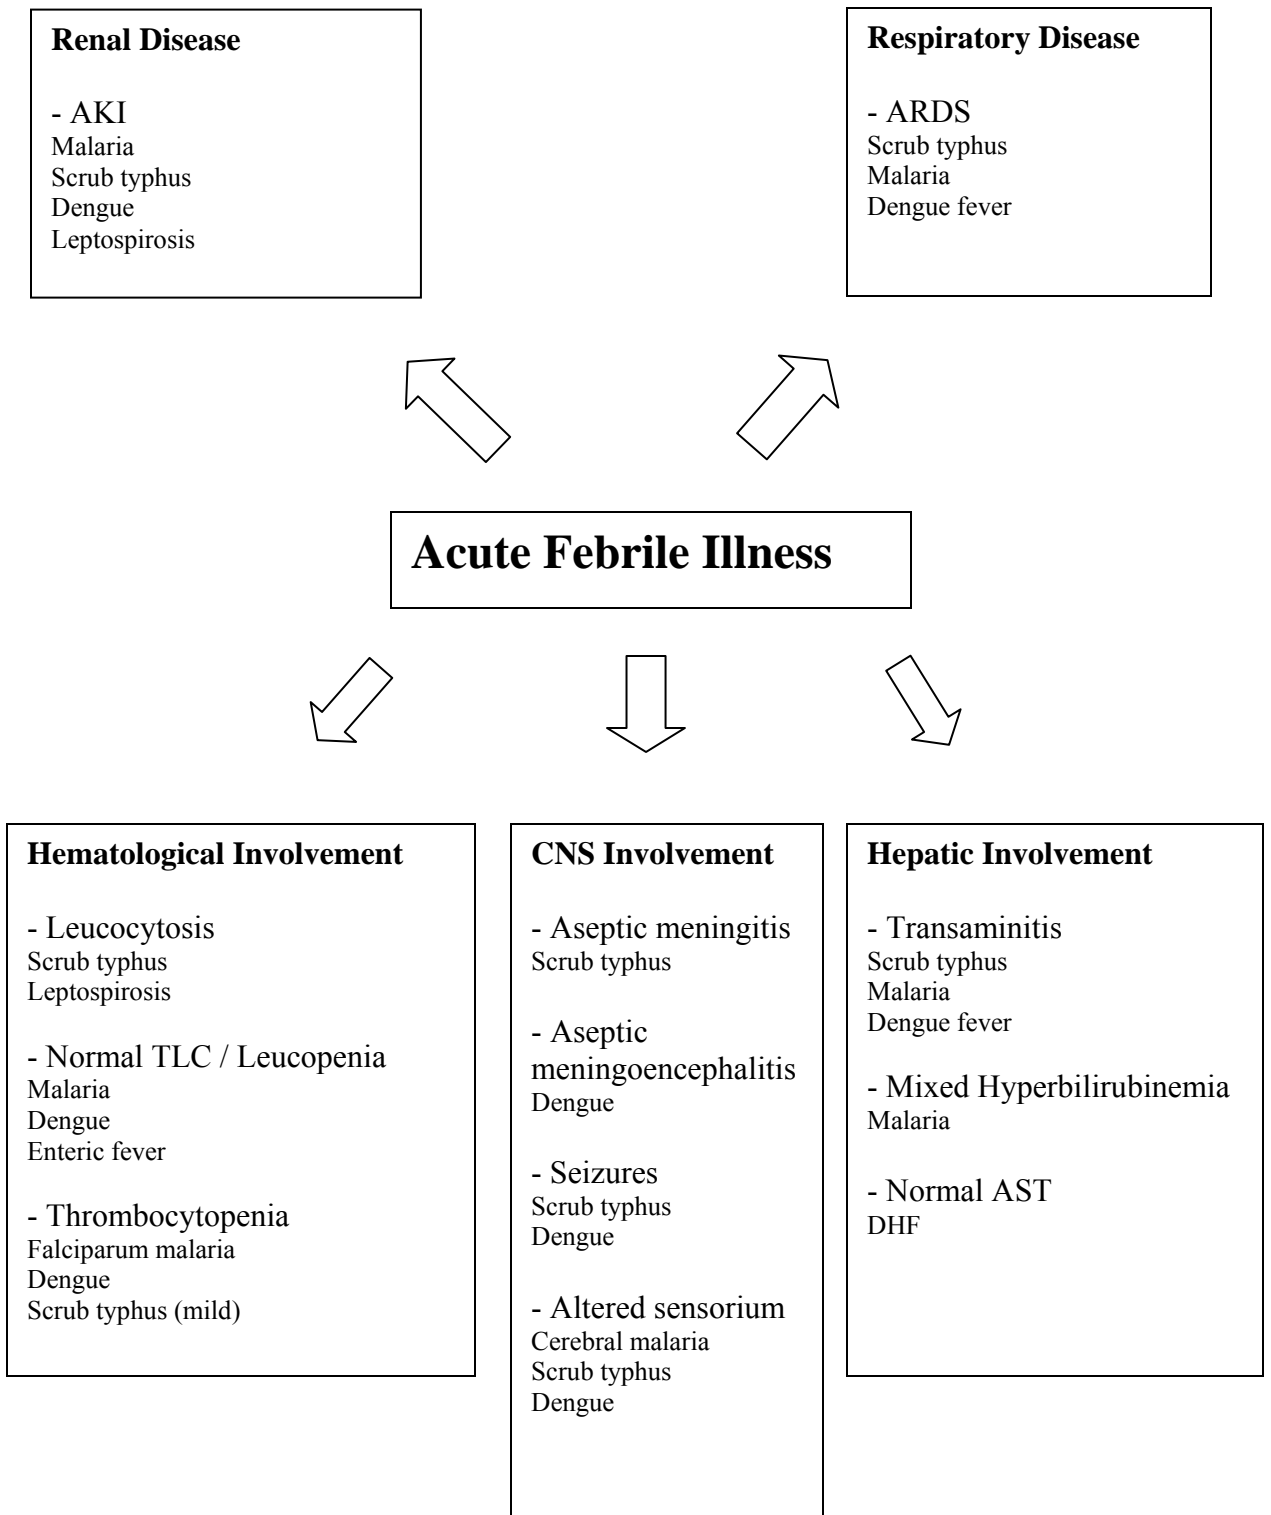 Renal Disease
- AKI
Malaria
Scrub typhus
Dengue
Leptospirosis
Respiratory Disease
- ARDS
Scrub typhus
Malaria
Dengue fever
Acute Febrile Illness
Hematological Involvement
- Leucocytosis
Scrub typhus
Leptospirosis
- Normal TLC / Leucopenia
Malaria
Dengue
Enteric fever
- Thrombocytopenia
Falciparum malaria
Dengue
Scrub typhus (mild)
CNS Involvement
- Aseptic meningitis
Scrub typhus
- Aseptic
meningoencephalitis
Dengue
- Seizures
Scrub typhus
Dengue
- Altered sensorium
Cerebral malaria
Scrub typhus
Dengue
Hepatic Involvement
- Transaminitis
Scrub typhus
Malaria
Dengue fever
- Mixed Hyperbilirubinemia
Malaria
- Normal AST
DHF